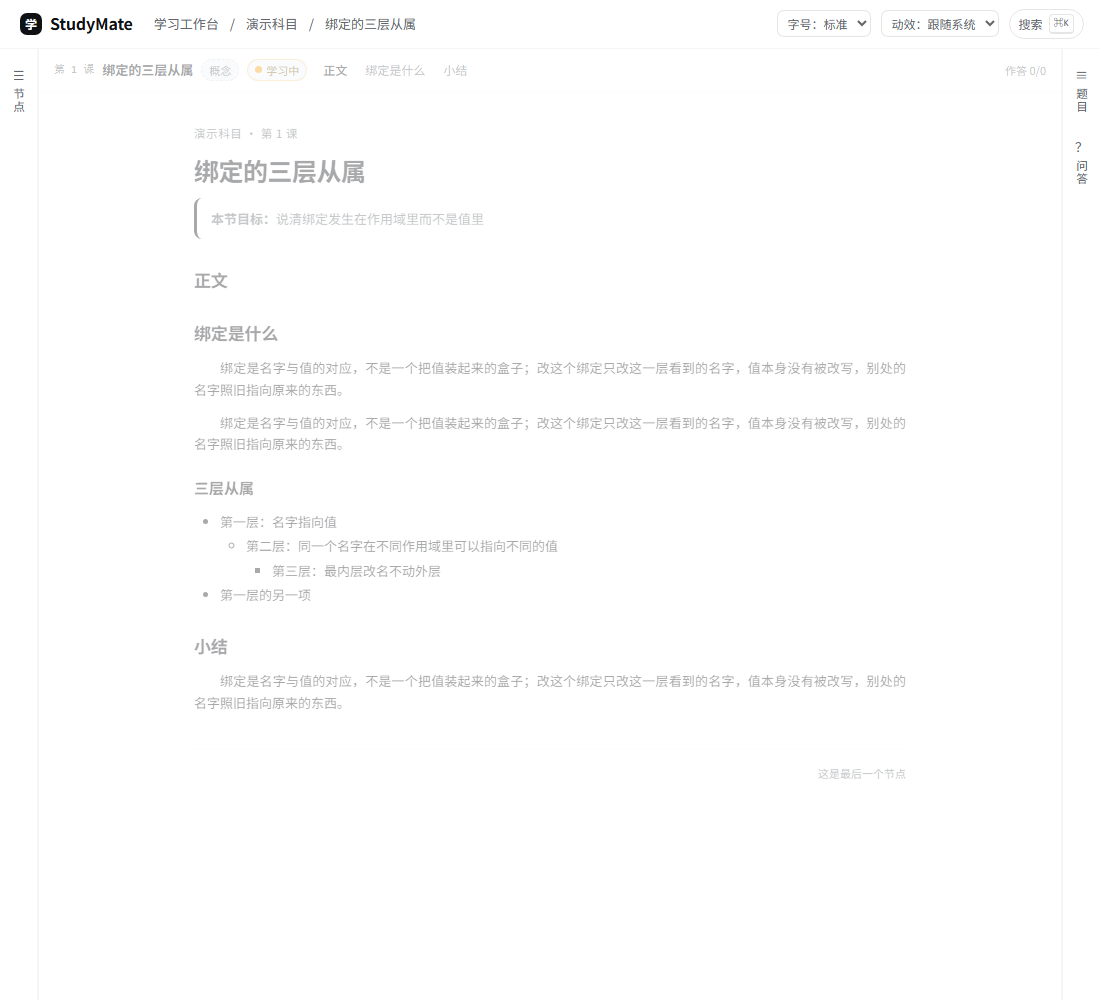 学 StudyMate 学习工作台 / 演示科目 / 绑定的三层从属 字号：标准 动效：跟随系统 搜索 ⌘K
☰ 节点
第 1 课 绑定的三层从属 概念 学习中 正文 绑定是什么 小结 作答 0/0
≡ 题目
? 问答
演示科目 · 第 1 课
绑定的三层从属
本节目标：说清绑定发生在作用域里而不是值里
正文
绑定是什么
绑定是名字与值的对应，不是一个把值装起来的盒子；改这个绑定只改这一层看到的名字，值本身没有被改写，别处的
名字照旧指向原来的东西。
绑定是名字与值的对应，不是一个把值装起来的盒子；改这个绑定只改这一层看到的名字，值本身没有被改写，别处的
名字照旧指向原来的东西。
三层从属
第一层：名字指向值
第二层：同一个名字在不同作用域里可以指向不同的值
第三层：最内层改名不动外层
第一层的另一项
小结
绑定是名字与值的对应，不是一个把值装起来的盒子；改这个绑定只改这一层看到的名字，值本身没有被改写，别处的
名字照旧指向原来的东西。
这是最后一个节点